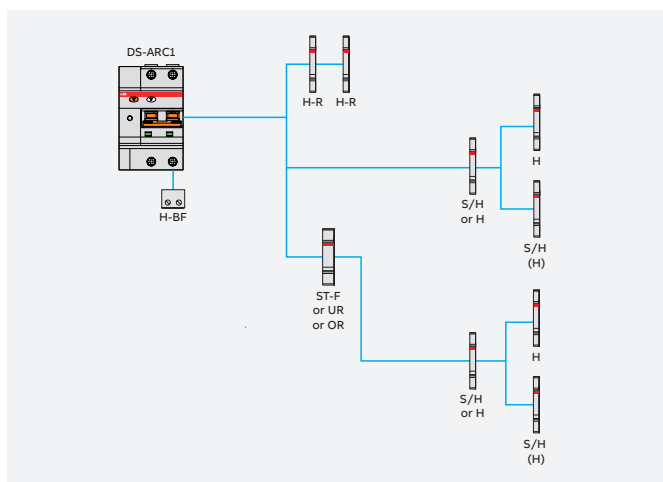 DS-ARC1
H-R
H-R
H-BF
H
S/H
or H
S/H
(H)
ST-F
or UR
or OR
H
S/H
or H
S/H
(H)